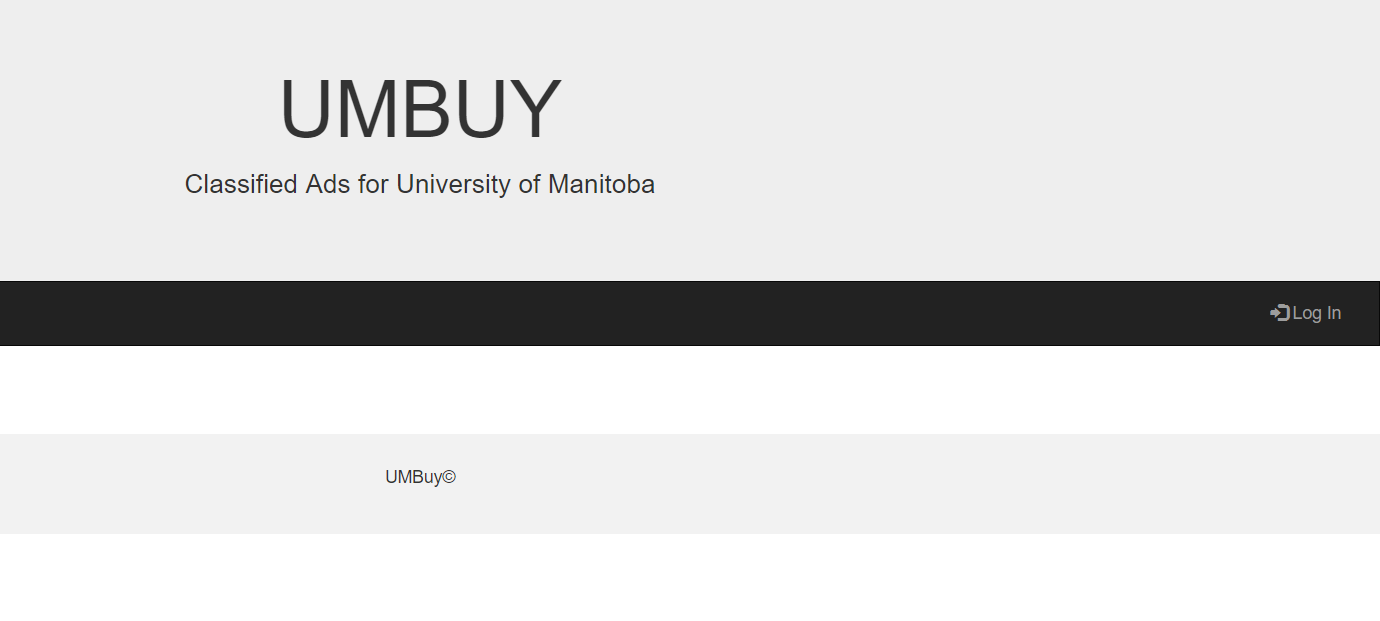 UMBUY
Classified Ads for University of Manitoba
Log In
UMBuy©